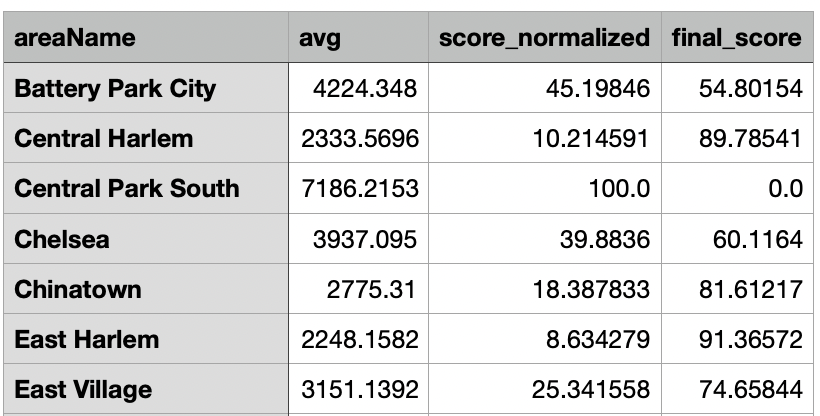 areaName avg score_normalized final_score
Battery Park City 4224.348 45.19846 54.80154
Central Harlem 2333.5696 10.214591 89.78541
Central Park South 7186.2153 100.0 0.0
Chelsea 3937.095 39.8836 60.1164
Chinatown 2775.31 18.387833 81.61217
East Harlem 2248.1582 8.634279 91.36572
East Village 3151.1392 25.341558 74.65844